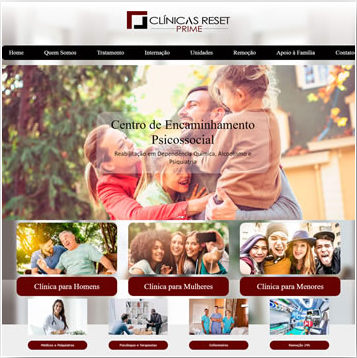 CLÍNICAS RESET
PRIME
Home
Quem Somos
Tratamento
Internação
Unidades
Remoção
Apoio à Família
Contato
Centro de Encaminhamento
Psicossocial
Reabilitação em Dependência Química, Alcoolismo e
Psiquiatria
Clínica para Homens
Clínica para Mulheres
Clínica para Menores
Médicos e Psiquiatras
Psicólogos e Terapeutas
Enfermeiros
Remoção 24h